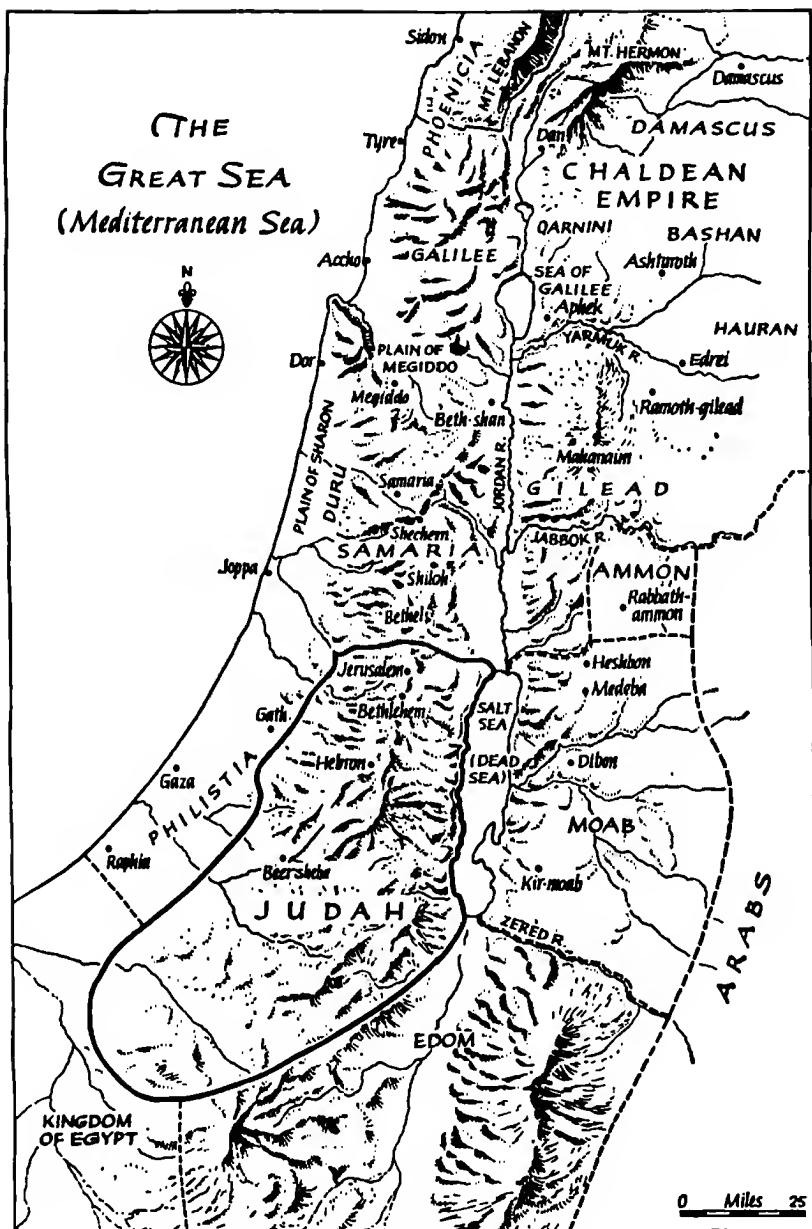 THE
GREAT SEA
(Mediterranean Sea)
N
Sidon
PHOENICIA
MT. LEBANON
MT. HERMON
Damascus
DAMASCUS
Tyre
Dan
CHALDEAN
EMPIRE
QARNINI
BASHAN
Accho
GALILEE
SEA OF
GALILEE
Ashtaroth
Aphek
HAURAN
YARMUK R.
Dor
PLAIN OF
MEGIDDO
Edrei
Megiddo
Beth-shan
Ramoth-gilead
PLAIN OF SHARON
DURU
JORDAN R.
Mahanaim
Samaria
GILEAD
Shechem
SAMARIA
JABBOK R.
Joppa
Shiloh
AMMON
Rabbath-
ammon
Bethel
Jerusalem
Heshbon
Bethlehem
Medeba
SALT
SEA
(DEAD
SEA)
Gath
Hebron
Dibon
Gaza
PHILISTIA
MOAB
Raphia
Beersheba
Kir-moab
JUDAH
ZERED R.
ARABS
EDOM
KINGDOM
OF EGYPT
0 Miles 25